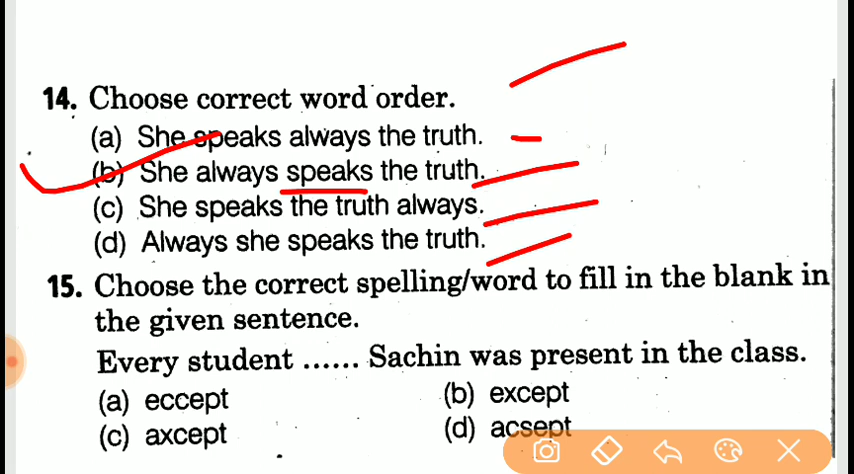 14. Choose correct word order.
(a) She speaks always the truth.
(b) She always speaks the truth.
(c) She speaks the truth always.
(d) Always she speaks the truth.
15. Choose the correct spelling/word to fill in the blank in
the given sentence.
Every student ...... Sachin was present in the class.
(a) eccept (b) except
(c) axcept (d) acsept